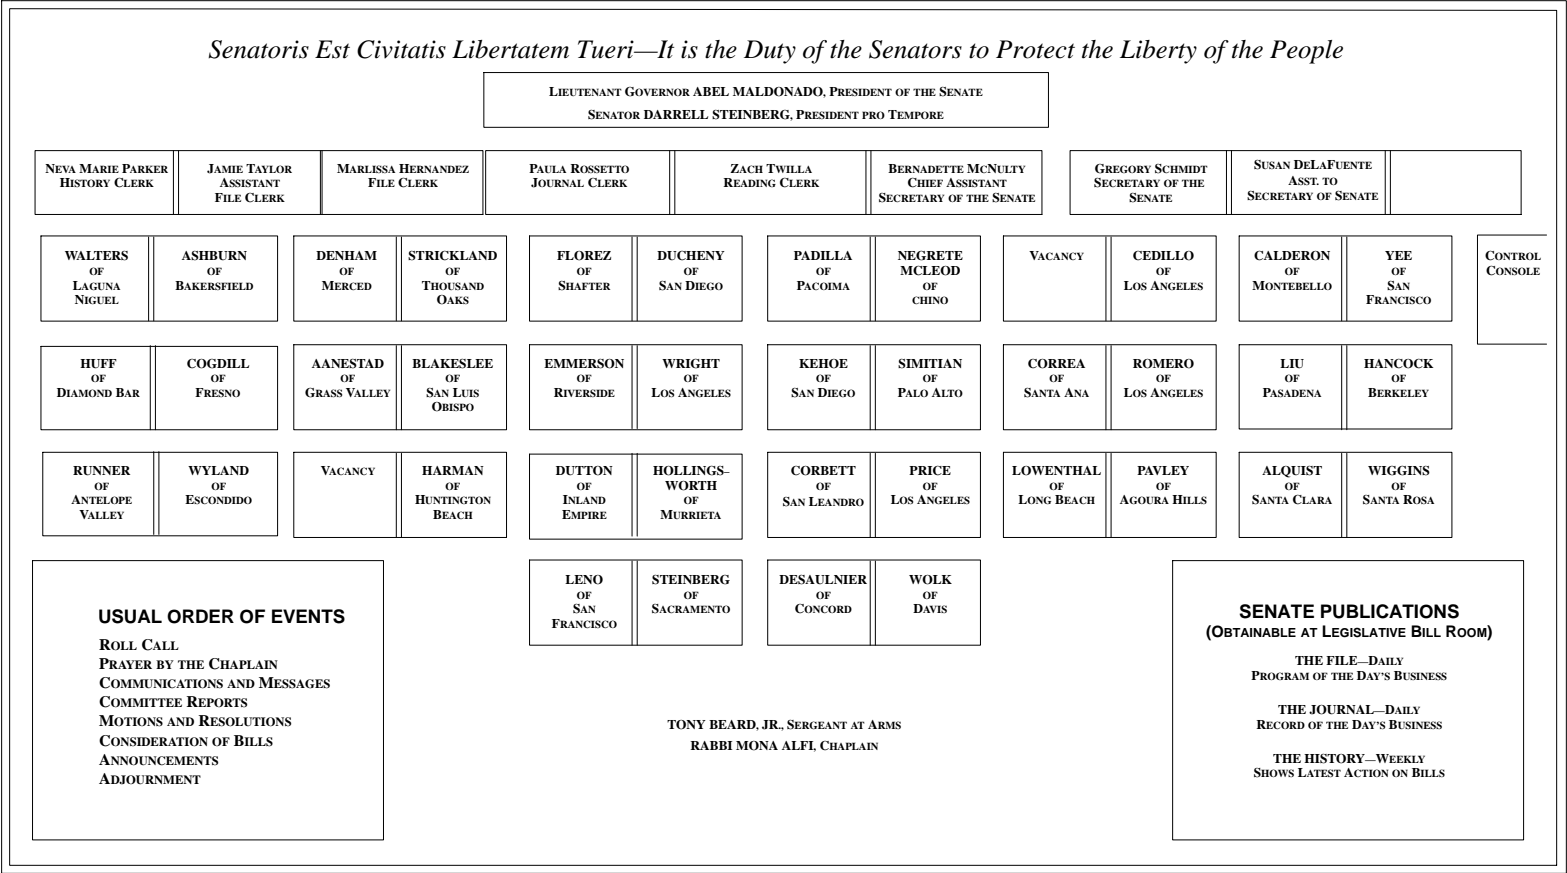 Senatoris Est Civitatis Libertatem Tueri—It is the Duty of the Senators to Protect the Liberty of the People
Lieutenant Governor ABEL MALDONADO, President of the Senate
Senator DARRELL STEINBERG, President pro Tempore
Neva Marie Parker
History Clerk
Jamie Taylor
Assistant
File Clerk
Marlissa Hernandez
File Clerk
Paula Rossetto
Journal Clerk
Zach Twilla
Reading Clerk
Bernadette McNulty
Chief Assistant
Secretary of the Senate
Gregory Schmidt
Secretary of the
Senate
Susan DeLaFuente
Asst. to
Secretary of Senate
WALTERS
OF
Laguna
Niguel
ASHBURN
OF
Bakersfield
DENHAM
OF
Merced
STRICKLAND
OF
Thousand
Oaks
FLOREZ
OF
Shafter
DUCHENY
OF
San Diego
PADILLA
OF
Pacoima
NEGRETE
MCLEOD
OF
CHINO
Vacancy
CEDILLO
OF
Los Angeles
CALDERON
OF
Montebello
YEE
OF
San
Francisco
Control
Console
HUFF
OF
Diamond Bar
COGDILL
OF
Fresno
AANESTAD
OF
Grass Valley
BLAKESLEE
OF
San Luis
Obispo
EMMERSON
OF
Riverside
WRIGHT
OF
Los Angeles
KEHOE
OF
San Diego
SIMITIAN
OF
Palo Alto
CORREA
OF
Santa Ana
ROMERO
OF
Los Angeles
LIU
OF
Pasadena
HANCOCK
OF
Berkeley
RUNNER
OF
Antelope
Valley
WYLAND
OF
Escondido
Vacancy
HARMAN
OF
Huntington
Beach
DUTTON
OF
Inland
Empire
HOLLINGS–
WORTH
OF
Murrieta
CORBETT
OF
San Leandro
PRICE
OF
Los Angeles
LOWENTHAL
OF
Long Beach
PAVLEY
OF
Agoura Hills
ALQUIST
OF
Santa Clara
WIGGINS
OF
Santa Rosa
LENO
OF
San
Francisco
STEINBERG
OF
Sacramento
DESAULNIER
OF
Concord
WOLK
OF
Davis
USUAL ORDER OF EVENTS
Roll Call
Prayer by the Chaplain
Communications and Messages
Committee Reports
Motions and Resolutions
Consideration of Bills
Announcements
Adjournment
TONY BEARD, JR., Sergeant at Arms
RABBI MONA ALFI, Chaplain
SENATE PUBLICATIONS
(Obtainable at Legislative Bill Room)
THE FILE—Daily
Program of the Day's Business
THE JOURNAL—Daily
Record of the Day's Business
THE HISTORY—Weekly
Shows Latest Action on Bills